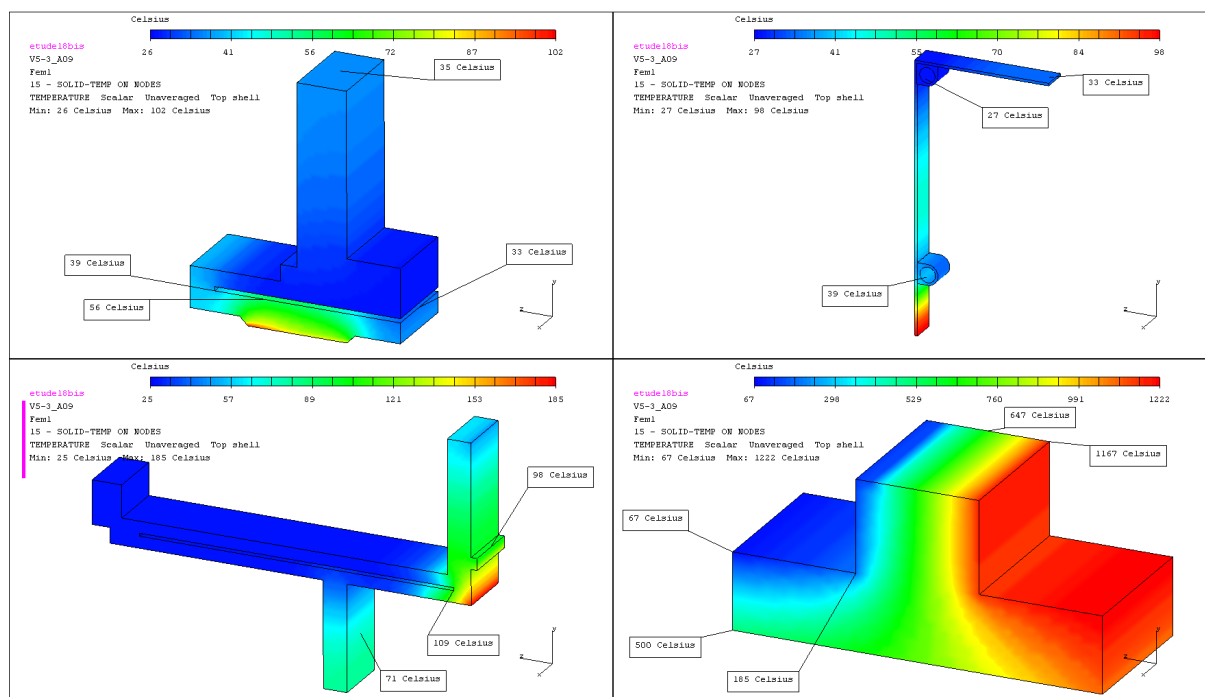 Celsius
26 41 56 72 87 102
etude18bis
V5-3_A09
Fem1
15 - SOLID-TEMP ON NODES
TEMPERATURE Scalar Unaveraged Top shell
Min: 26 Celsius Max: 102 Celsius
35 Celsius
39 Celsius
33 Celsius
56 Celsius
y
z
x
Celsius
27 41 55 70 84 98
etude18bis
V5-3_A09
Fem1
15 - SOLID-TEMP ON NODES
TEMPERATURE Scalar Unaveraged Top shell
Min: 27 Celsius Max: 98 Celsius
33 Celsius
27 Celsius
39 Celsius
y
z
x
Celsius
25 57 89 121 153 185
etude18bis
V5-3_A09
Fem1
15 - SOLID-TEMP ON NODES
TEMPERATURE Scalar Unaveraged Top shell
Min: 25 Celsius Max: 185 Celsius
98 Celsius
109 Celsius
71 Celsius
y
z
x
Celsius
67 298 529 760 991 1222
etude18bis
V5-3_A09
Fem1
15 - SOLID-TEMP ON NODES
TEMPERATURE Scalar Unaveraged Top shell
Min: 67 Celsius Max: 1222 Celsius
647 Celsius
1167 Celsius
67 Celsius
500 Celsius
185 Celsius
y
z
x